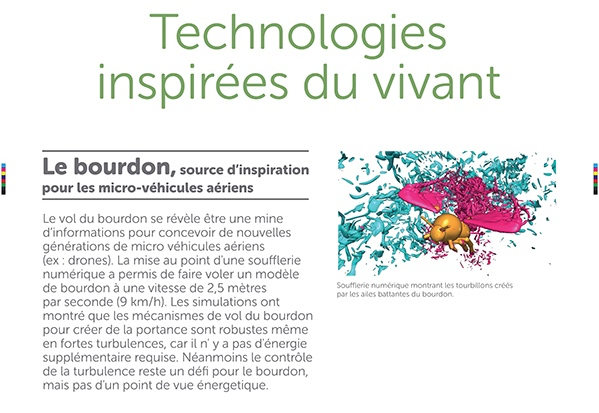 Technologies
inspirées du vivant
Le bourdon, source d'inspiration
pour les micro-véhicules aériens
Le vol du bourdon se révèle être une mine
d'informations pour concevoir de nouvelles
générations de micro véhicules aériens
(ex : drones). La mise au point d'une soufflerie
numérique a permis de faire voler un modèle
de bourdon à une vitesse de 2,5 mètres
par seconde (9 km/h). Les simulations ont
montré que les mécanismes de vol du bourdon
pour créer de la portance sont robustes même
en fortes turbulences, car il n' y a pas d'énergie
supplémentaire requise. Néanmoins le contrôle
de la turbulence reste un défi pour le bourdon,
mais pas d'un point de vue énergetique.
Soufflerie numérique montrant les tourbillons créés
par les ailes battantes du bourdon.